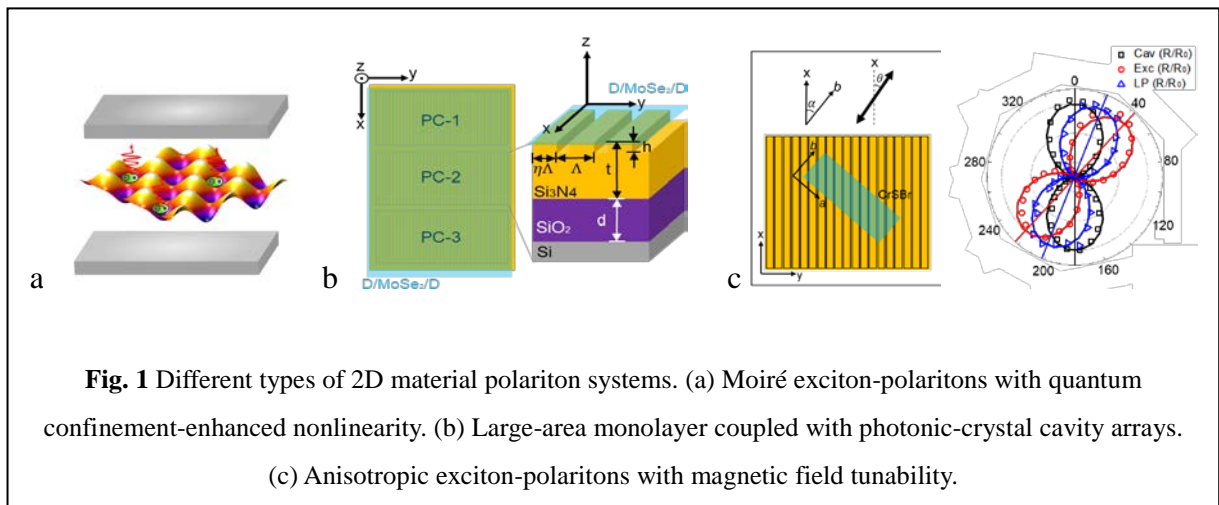 a
b
z
y
x
PC-1
PC-2
PC-3
D/MoSe₂/D
z
D/MoSe₂/D
y
x
h
ηΛ
Λ
t
Si₃N4
SiO₂
d
Si
c
x
b
α
x
θ
b
a
CrSBr
x
y
Cav (R/R₀)
Exc (R/R₀)
LP (R/R₀)
0
320
40
280
80
240
120
200
160
Fig. 1 Different types of 2D material polariton systems. (a) Moiré exciton-polaritons with quantum
confinement-enhanced nonlinearity. (b) Large-area monolayer coupled with photonic-crystal cavity arrays.
(c) Anisotropic exciton-polaritons with magnetic field tunability.